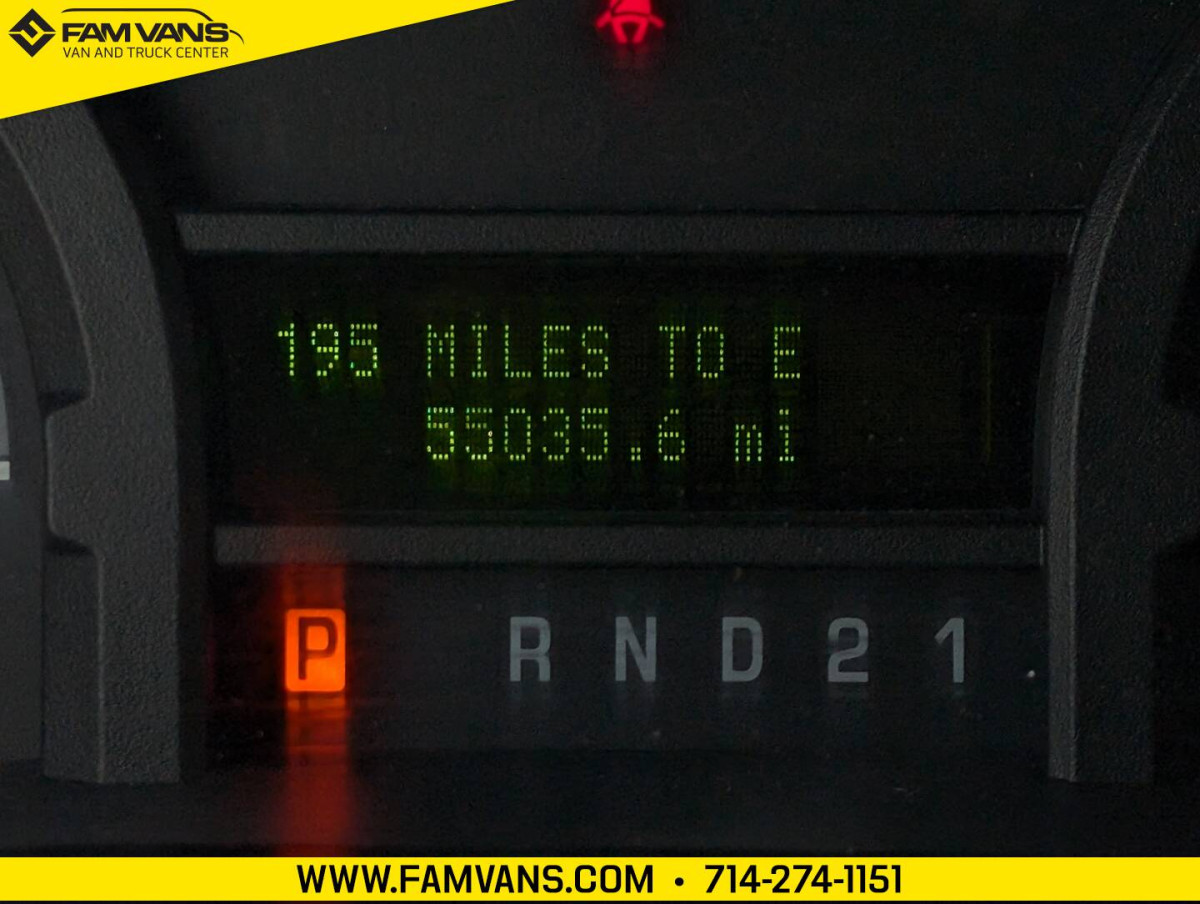 FAM VANS
VAN AND TRUCK CENTER
195 MILES TO E
55035.6 mi
P R N D 2 1
WWW.FAMVANS.COM • 714-274-1151